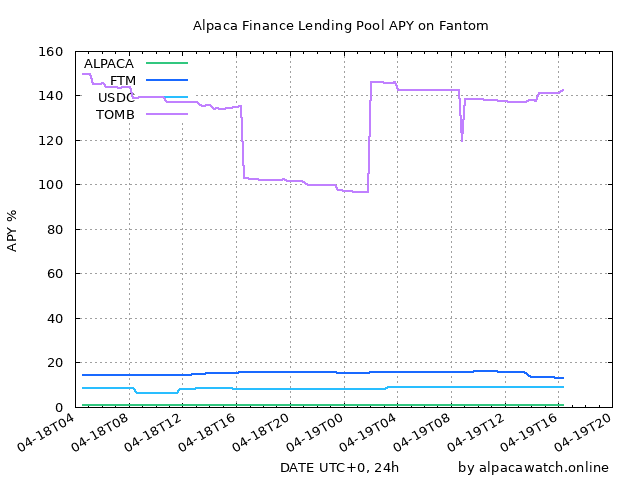 Alpaca Finance Lending Pool APY on Fantom
160
140
120
100
80
60
40
20
0
APY %
ALPACA
FTM
USDC
TOMB
04-18T04
04-18T08
04-18T12
04-18T16
04-18T20
04-19T00
04-19T04
04-19T08
04-19T12
04-19T16
04-19T20
DATE UTC+0, 24h
by alpacawatch.online